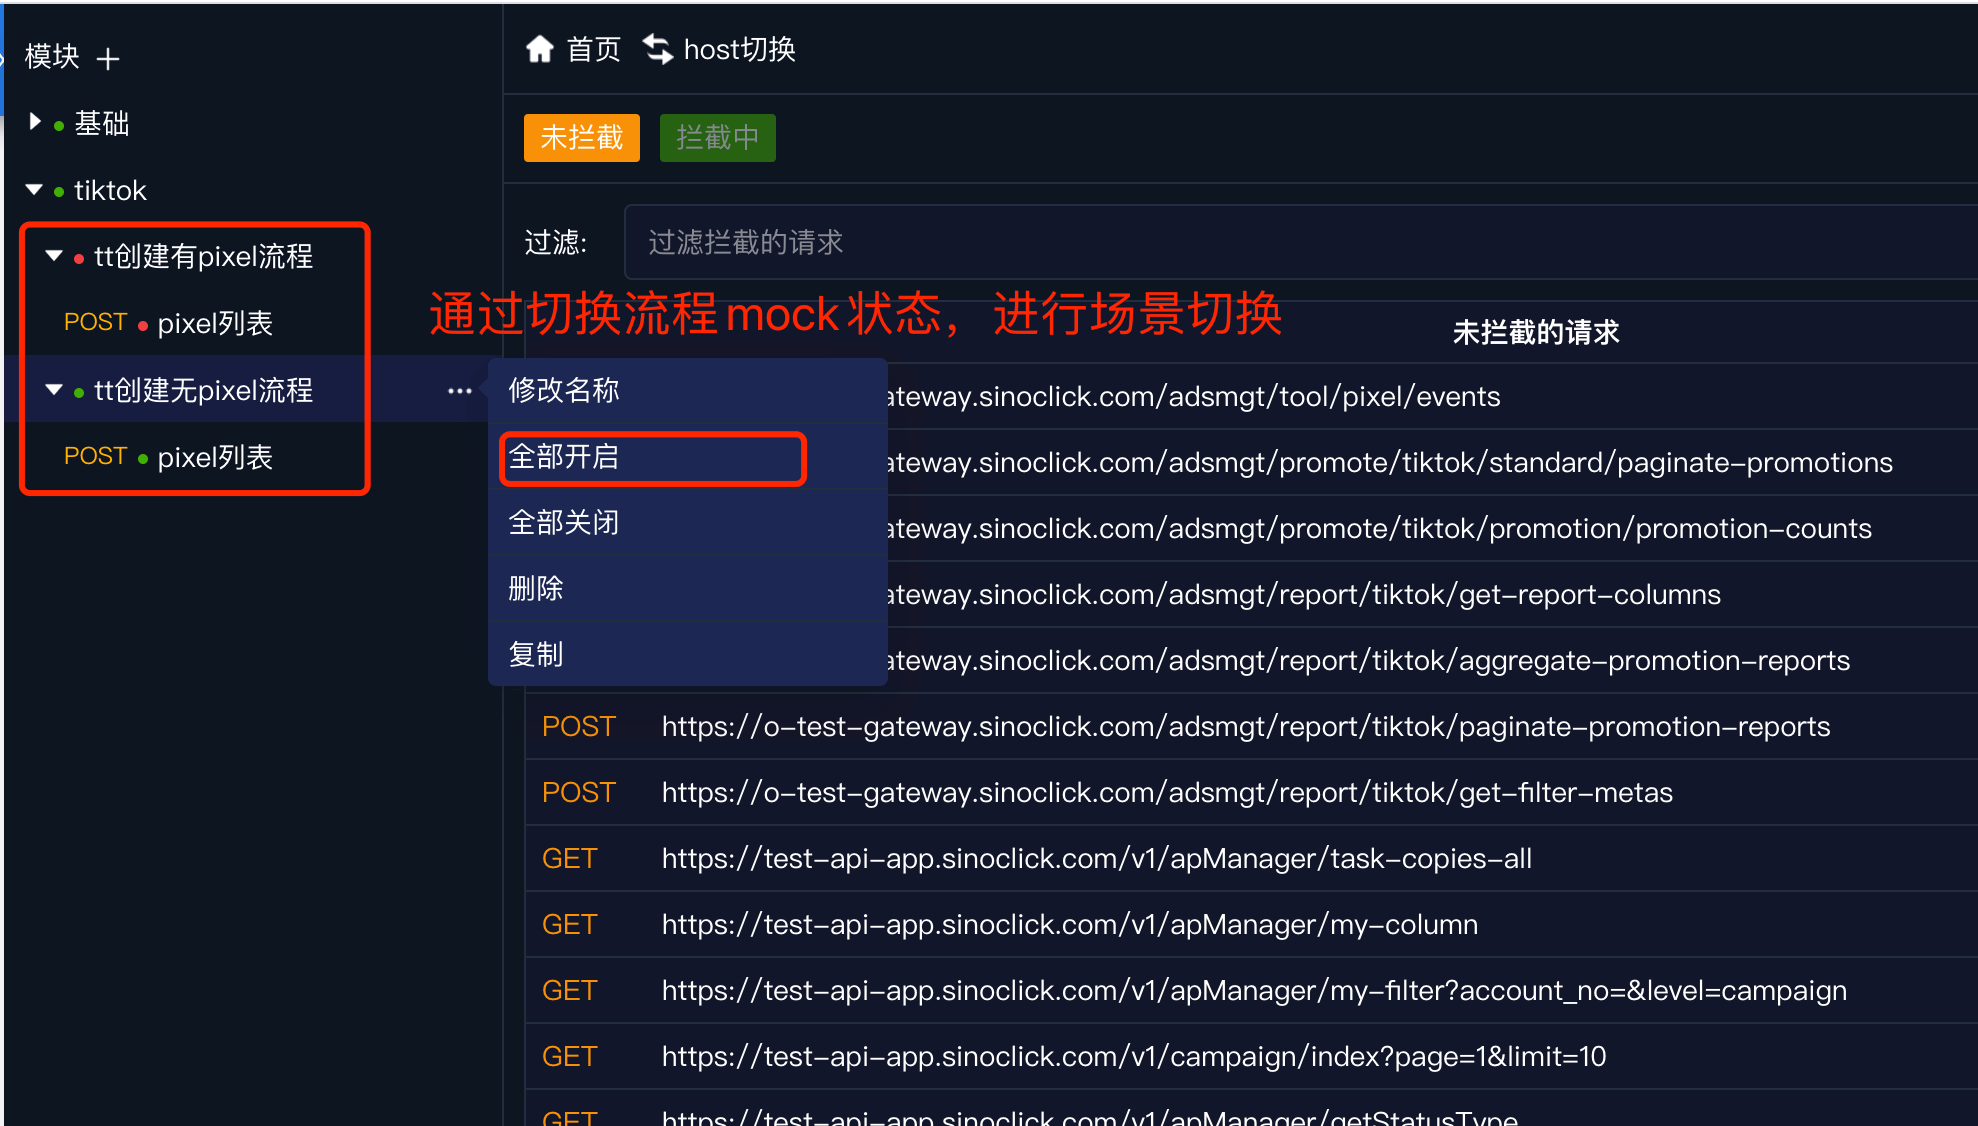 模块
基础
tiktok
tt创建有pixel流程
POST pixel列表
tt创建无pixel流程
POST pixel列表
首页 host切换
未拦截 拦截中
过滤: 过滤拦截的请求
通过切换流程mock状态，进行场景切换
未拦截的请求
修改名称
全部开启
全部关闭
删除
复制
ateway.sinoclick.com/adsmgt/tool/pixel/events
ateway.sinoclick.com/adsmgt/promote/tiktok/standard/paginate-promotions
ateway.sinoclick.com/adsmgt/promote/tiktok/promotion/promotion-counts
ateway.sinoclick.com/adsmgt/report/tiktok/get-report-columns
ateway.sinoclick.com/adsmgt/report/tiktok/aggregate-promotion-reports
POST https://o-test-gateway.sinoclick.com/adsmgt/report/tiktok/paginate-promotion-reports
POST https://o-test-gateway.sinoclick.com/adsmgt/report/tiktok/get-filter-metas
GET https://test-api-app.sinoclick.com/v1/apManager/task-copies-all
GET https://test-api-app.sinoclick.com/v1/apManager/my-column
GET https://test-api-app.sinoclick.com/v1/apManager/my-filter?account_no=&level=campaign
GET https://test-api-app.sinoclick.com/v1/campaign/index?page=1&limit=10
GET https://test-api-app.sinoclick.com/v1/apManager/getStatusType